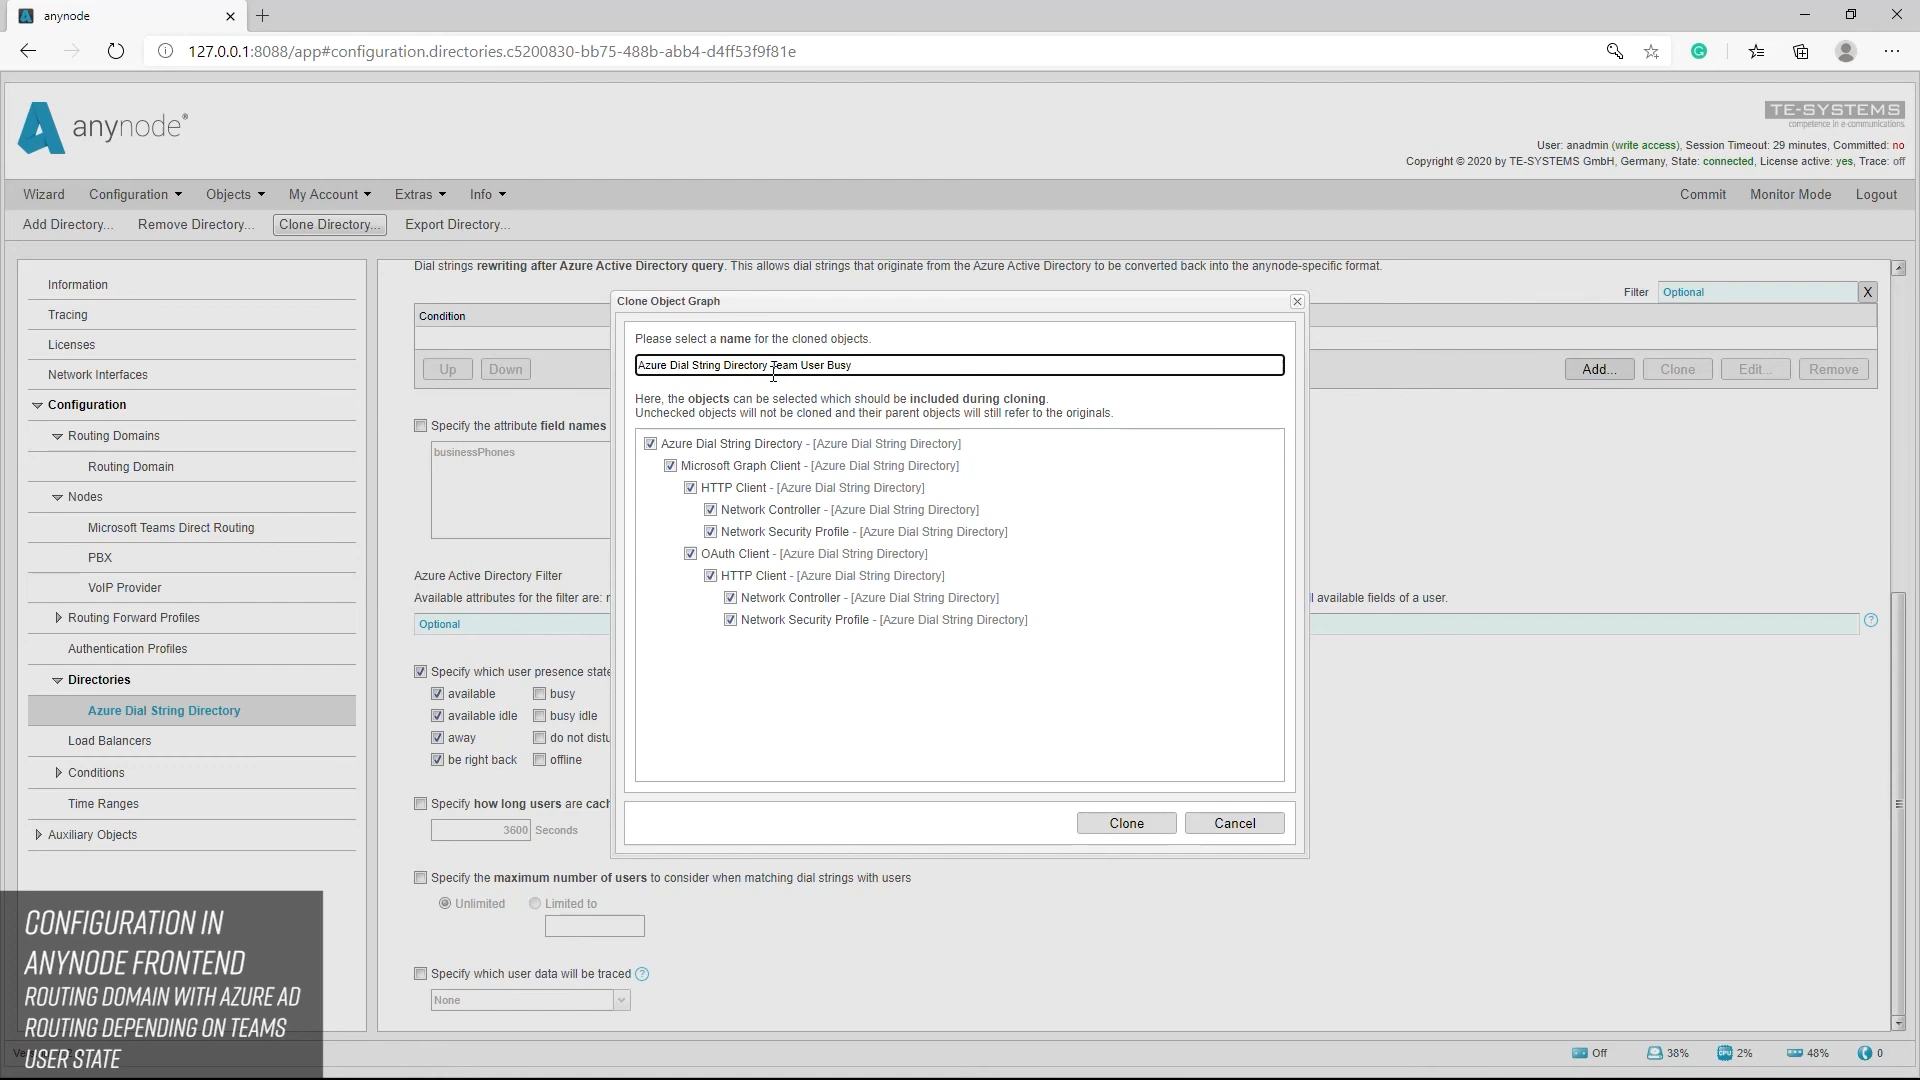 anynode
127.0.0.1:8088/app#configuration.directories.c5200830-bb75-488b-abb4-d4ff53f9f81e
anynode®
TE-SYSTEMS
competence in e-communications.
User: anadmin (write access), Session Timeout: 29 minutes, Committed: no
Copyright © 2020 by TE-SYSTEMS GmbH, Germany, State: connected, License active: yes, Trace: off
Wizard Configuration Objects My Account Extras Info Commit Monitor Mode Logout
Add Directory... Remove Directory... Clone Directory... Export Directory...
Information
Tracing
Licenses
Network Interfaces
Configuration
Routing Domains
Routing Domain
Nodes
Microsoft Teams Direct Routing
PBX
VoIP Provider
Routing Forward Profiles
Authentication Profiles
Directories
Azure Dial String Directory
Load Balancers
Conditions
Time Ranges
Auxiliary Objects
Dial strings rewriting after Azure Active Directory query. This allows dial strings that originate from the Azure Active Directory to be converted back into the anynode-specific format.
Filter Optional X
Condition
Up Down Add... Clone Edit... Remove
Specify the attribute field names
businessPhones
Azure Active Directory Filter
Available attributes for the filter are: r
l available fields of a user.
Optional
Specify which user presence state
available busy
available idle busy idle
away do not distu
be right back offline
Specify how long users are cach
3600 Seconds
Specify the maximum number of users to consider when matching dial strings with users
Unlimited Limited to
Specify which user data will be traced
None
Clone Object Graph
Please select a name for the cloned objects.
Azure Dial String Directory Team User Busy
Here, the objects can be selected which should be included during cloning.
Unchecked objects will not be cloned and their parent objects will still refer to the originals.
Azure Dial String Directory - [Azure Dial String Directory]
Microsoft Graph Client - [Azure Dial String Directory]
HTTP Client - [Azure Dial String Directory]
Network Controller - [Azure Dial String Directory]
Network Security Profile - [Azure Dial String Directory]
OAuth Client - [Azure Dial String Directory]
HTTP Client - [Azure Dial String Directory]
Network Controller - [Azure Dial String Directory]
Network Security Profile - [Azure Dial String Directory]
Clone Cancel
CONFIGURATION IN
ANYNODE FRONTEND
ROUTING DOMAIN WITH AZURE AD
ROUTING DEPENDING ON TEAMS
USER STATE
Off 38% CPU 2% 48% 0